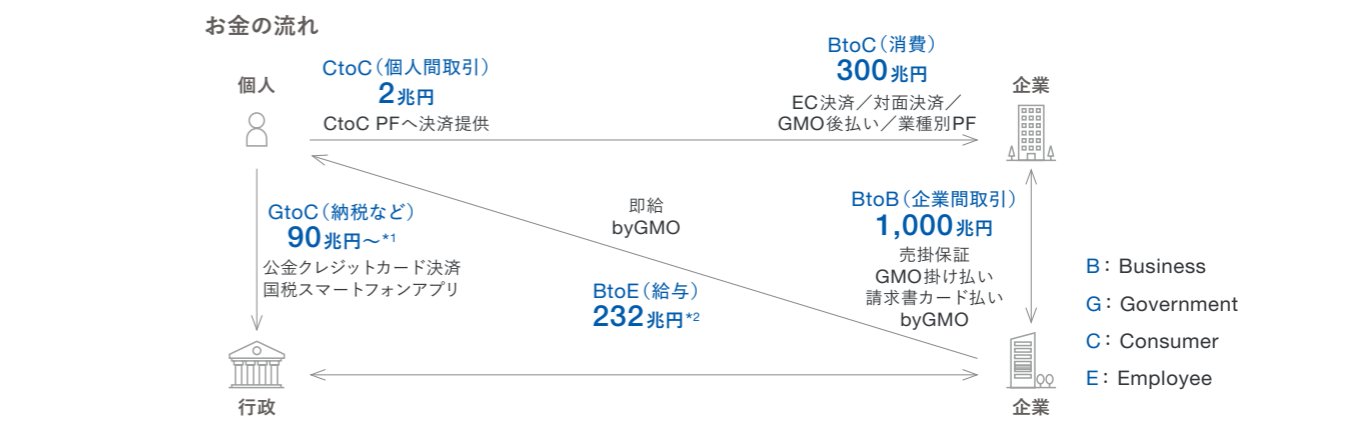 お金の流れ
個人
CtoC（個人間取引）
2兆円
CtoC PFへ決済提供
BtoC（消費）
300兆円
EC決済／対面決済／
GMO後払い／業種別PF
企業
GtoC（納税など）
90兆円〜*1
公金クレジットカード決済
国税スマートフォンアプリ
即給
byGMO
BtoE（給与）
232兆円*2
BtoB（企業間取引）
1,000兆円
売掛保証
GMO掛け払い
請求書カード払い
byGMO
行政
企業
B： Business
G： Government
C： Consumer
E： Employee